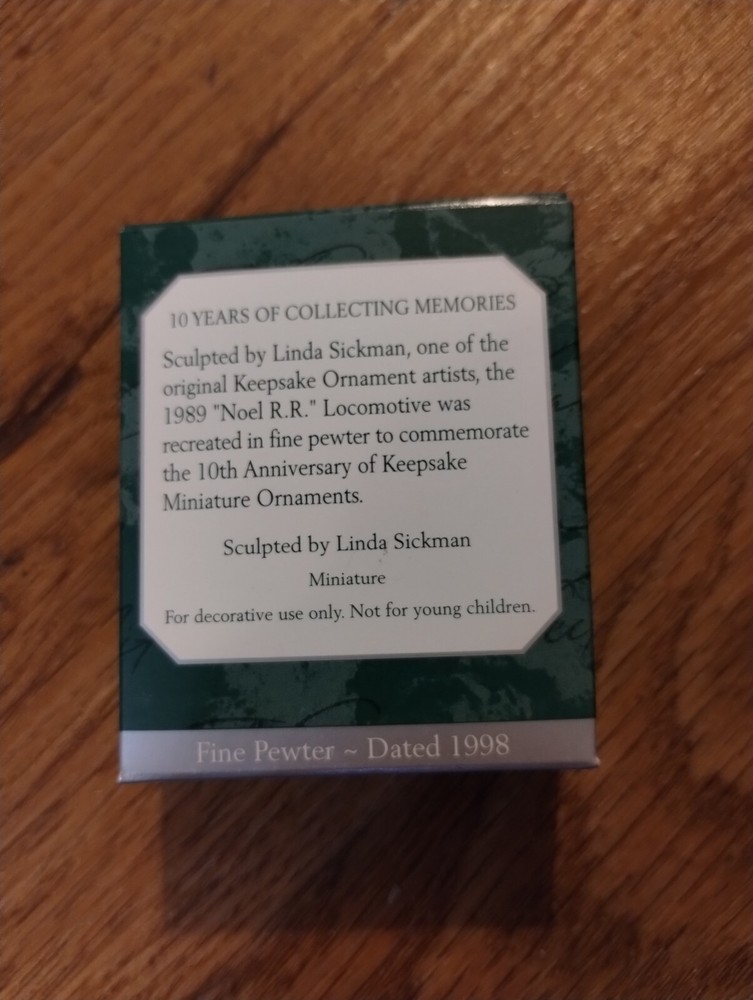 10 YEARS OF COLLECTING MEMORIES
Sculpted by Linda Sickman, one of the
original Keepsake Ornament artists, the
1989 "Noel R.R." Locomotive was
recreated in fine pewter to commemorate
the 10th Anniversary of Keepsake
Miniature Ornaments.
Sculpted by Linda Sickman
Miniature
For decorative use only. Not for young children.
Fine Pewter ~ Dated 1998